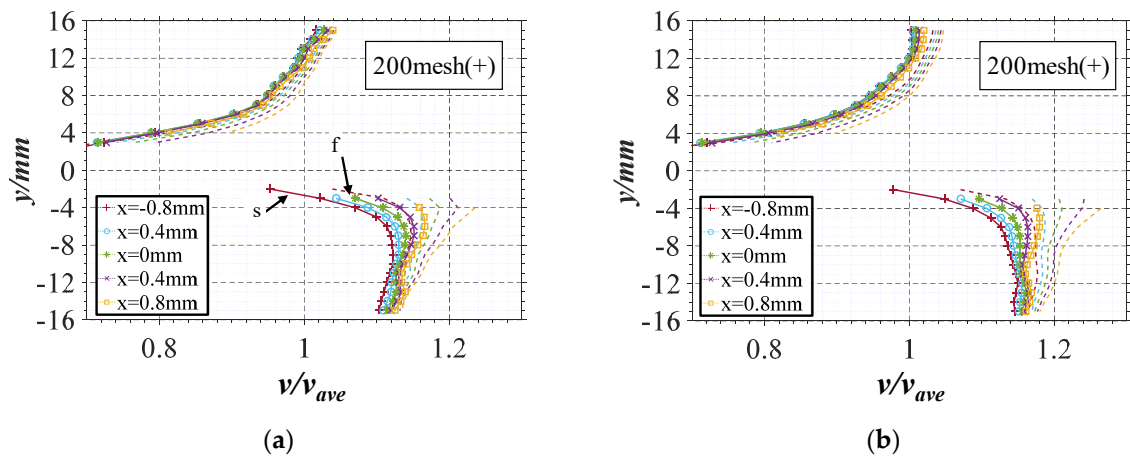 16
12
8
4
0
-4
-8
-12
-16
y/mm
200mesh(+)
f
s
x=-0.8mm
x=0.4mm
x=0mm
x=0.4mm
x=0.8mm
0.8
1
1.2
v/v_ave
(a)
16
12
8
4
0
-4
-8
-12
-16
y/mm
200mesh(+)
x=-0.8mm
x=0.4mm
x=0mm
x=0.4mm
x=0.8mm
0.8
1
1.2
v/v_ave
(b)